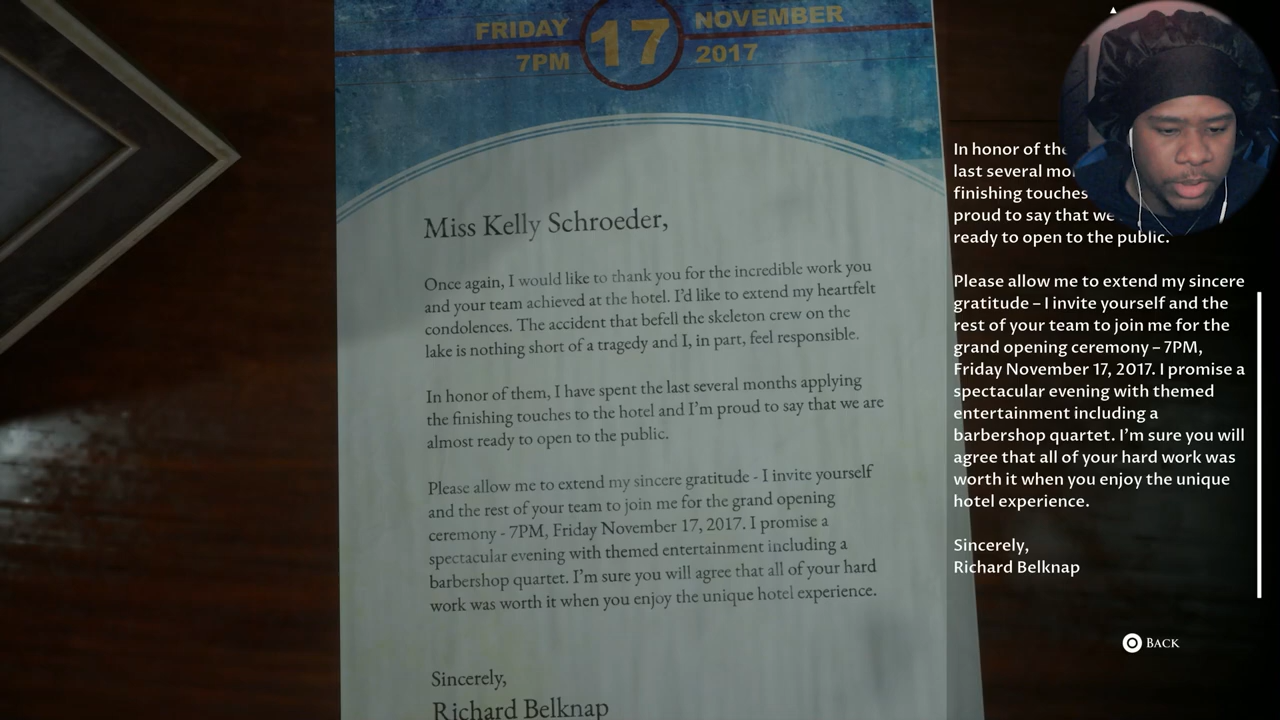 FRIDAY 17 NOVEMBER
7PM 2017
Miss Kelly Schroeder,
Once again, I would like to thank you for the incredible work you
and your team achieved at the hotel. I'd like to extend my heartfelt
condolences. The accident that befell the skeleton crew on the
lake is nothing short of a tragedy and I, in part, feel responsible.
In honor of them, I have spent the last several months applying
the finishing touches to the hotel and I'm proud to say that we are
almost ready to open to the public.
Please allow me to extend my sincere gratitude - I invite yourself
and the rest of your team to join me for the grand opening
ceremony - 7PM, Friday November 17, 2017. I promise a
spectacular evening with themed entertainment including a
barbershop quartet. I'm sure you will agree that all of your hard
work was worth it when you enjoy the unique hotel experience.
Sincerely,
Richard Belknap
In honor of the
last several
finishing touches
proud to say that we
ready to open to the public.
Please allow me to extend my sincere
gratitude – I invite yourself and the
rest of your team to join me for the
grand opening ceremony – 7PM,
Friday November 17, 2017. I promise a
spectacular evening with themed
entertainment including a
barbershop quartet. I'm sure you will
agree that all of your hard work was
worth it when you enjoy the unique
hotel experience.
Sincerely,
Richard Belknap
BACK